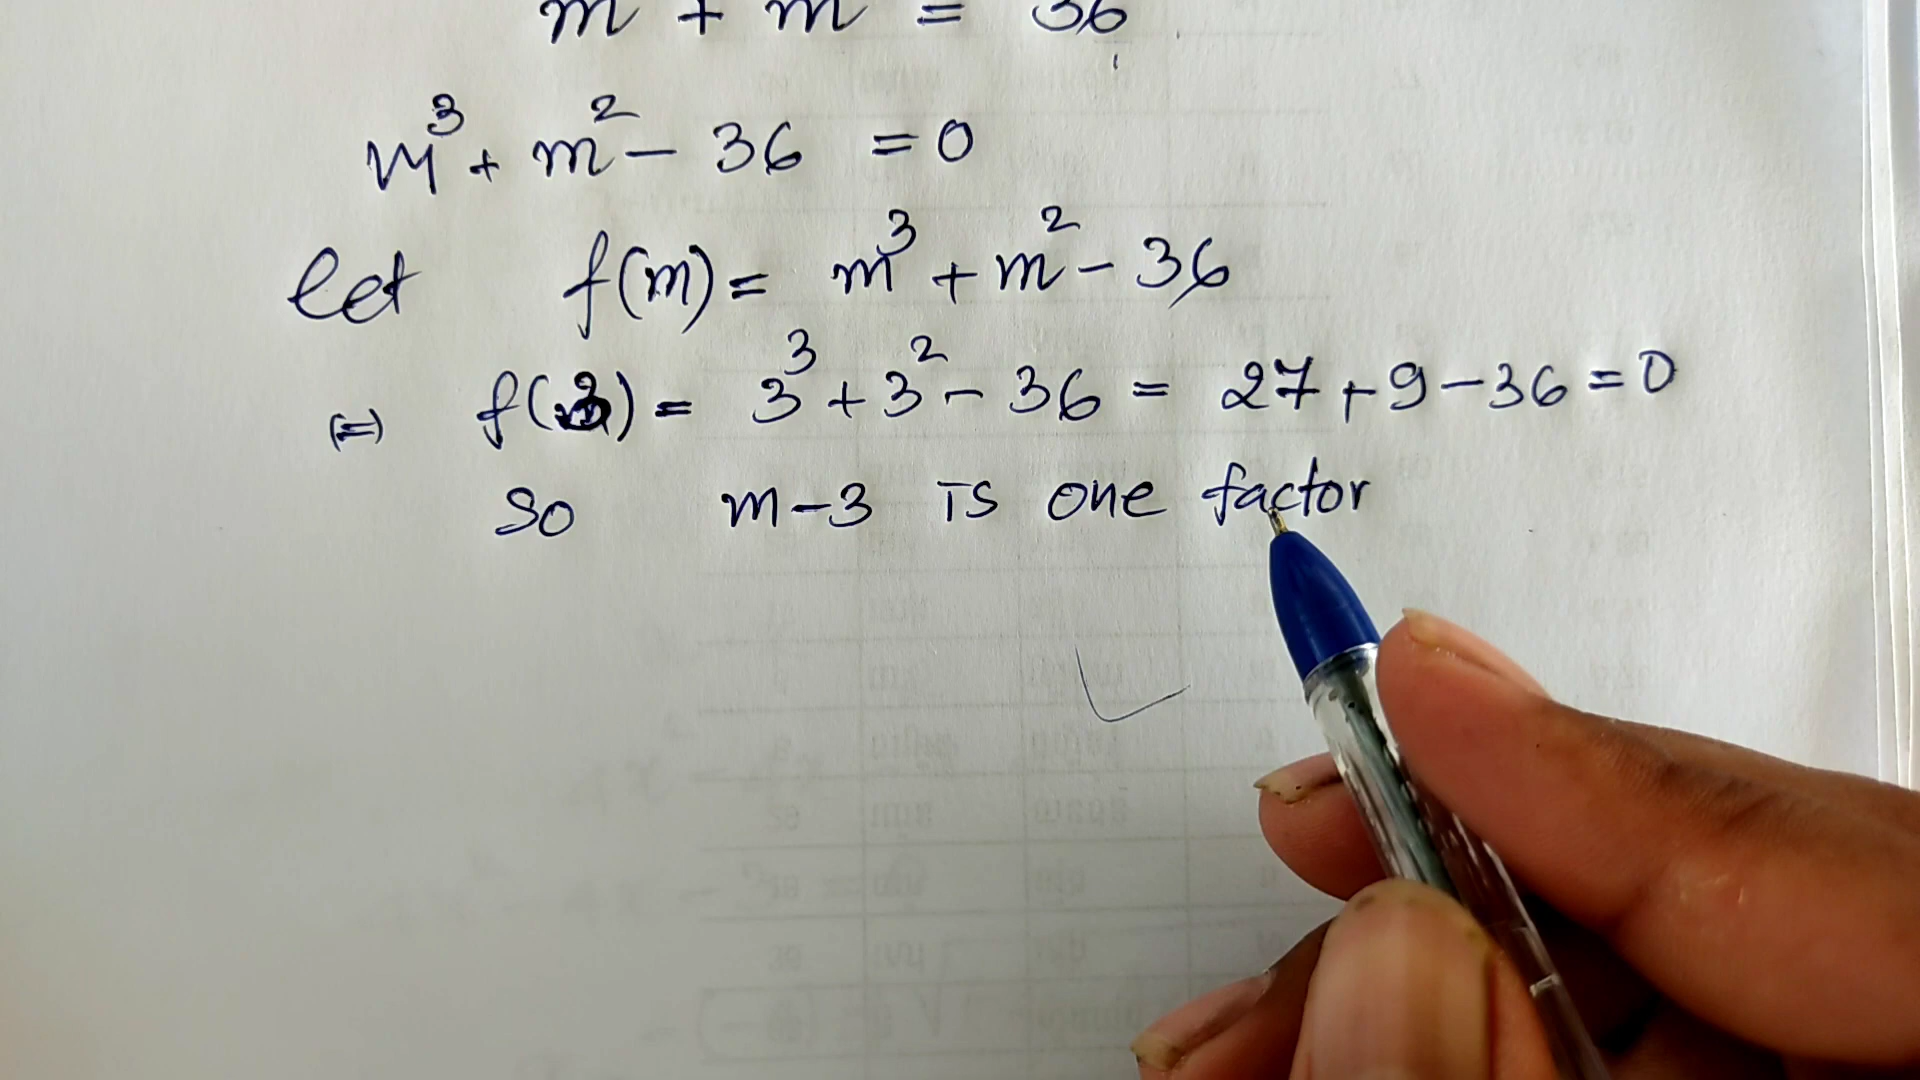 m + m = 36
m³ + m² - 36 = 0
let f(m) = m³ + m² - 36
(=) f(3) = 3³ + 3² - 36 = 27 + 9 - 36 = 0
So m - 3 is one factor